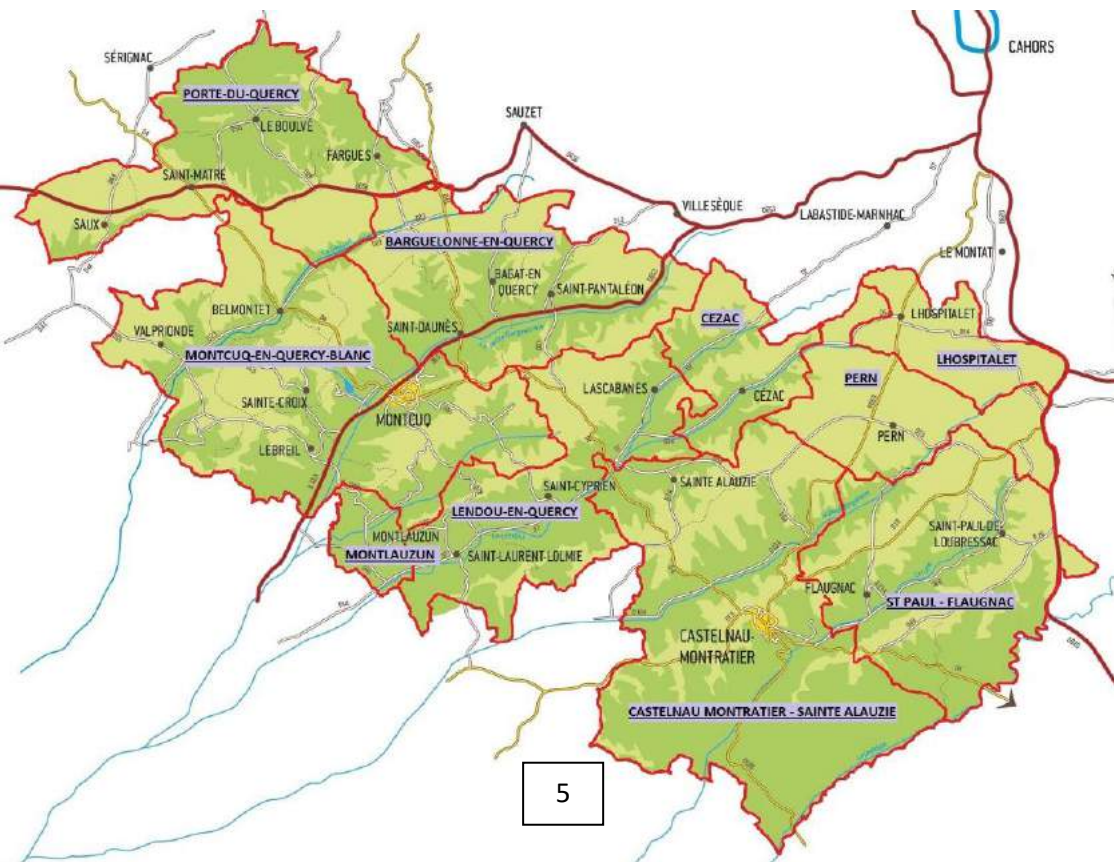 CAHORS
SÉRIGNAC
PORTE-DU-QUERCY
LE BOULVÉ
SAUZET
FARGUES
SAINT-MATRÉ
VILLESÈQUE
LABASTIDE-MARNHAC
SAUX
BARGUELONNE-EN-QUERCY
LE MONTAT
BAGAT-EN
QUERCY
SAINT-PANTALÉON
BELMONTET
CEZAC
LHOSPITALET
VALPRIONDE
SAINT-DAUNÈS
MONTCUQ-EN-QUERCY-BLANC
LHOSPITALET
PERN
LASCABANES
CÉZAC
SAINTE-CROIX
MONTCUQ
PERN
LEBREIL
SAINT-CYPRIEN
SAINTE ALAUZIE
LENDOU-EN-QUERCY
SAINT-PAUL-DE
LOUBRESSAC
MONTLAUZUN
MONTLAUZUN
SAINT-LAURENT-LOLMIE
FLAUGNAC
ST PAUL - FLAUGNAC
CASTELNAU-
MONTRATIER
CASTELNAU MONTRATIER - SAINTE ALAUZIE
5